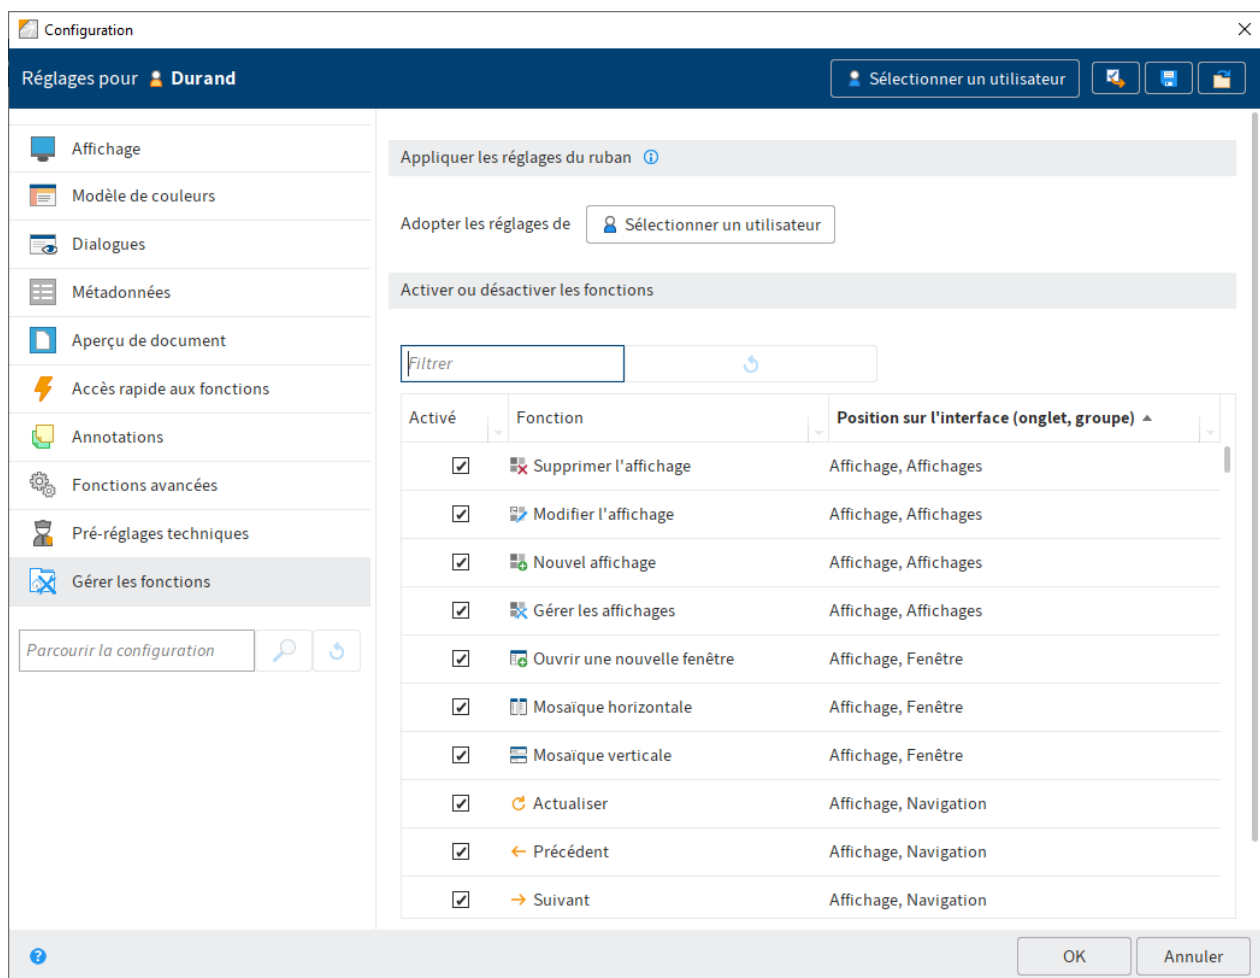 Configuration
Réglages pour Durand
Sélectionner un utilisateur
Affichage
Modèle de couleurs
Dialogues
Métadonnées
Aperçu de document
Accès rapide aux fonctions
Annotations
Fonctions avancées
Pré-réglages techniques
Gérer les fonctions
Parcourir la configuration
Appliquer les réglages du ruban
Adopter les réglages de Sélectionner un utilisateur
Activer ou désactiver les fonctions
Filtrer
Activé Fonction Position sur l'interface (onglet, groupe)
Supprimer l'affichage Affichage, Affichages
Modifier l'affichage Affichage, Affichages
Nouvel affichage Affichage, Affichages
Gérer les affichages Affichage, Affichages
Ouvrir une nouvelle fenêtre Affichage, Fenêtre
Mosaïque horizontale Affichage, Fenêtre
Mosaïque verticale Affichage, Fenêtre
Actualiser Affichage, Navigation
Précédent Affichage, Navigation
Suivant Affichage, Navigation
OK Annuler